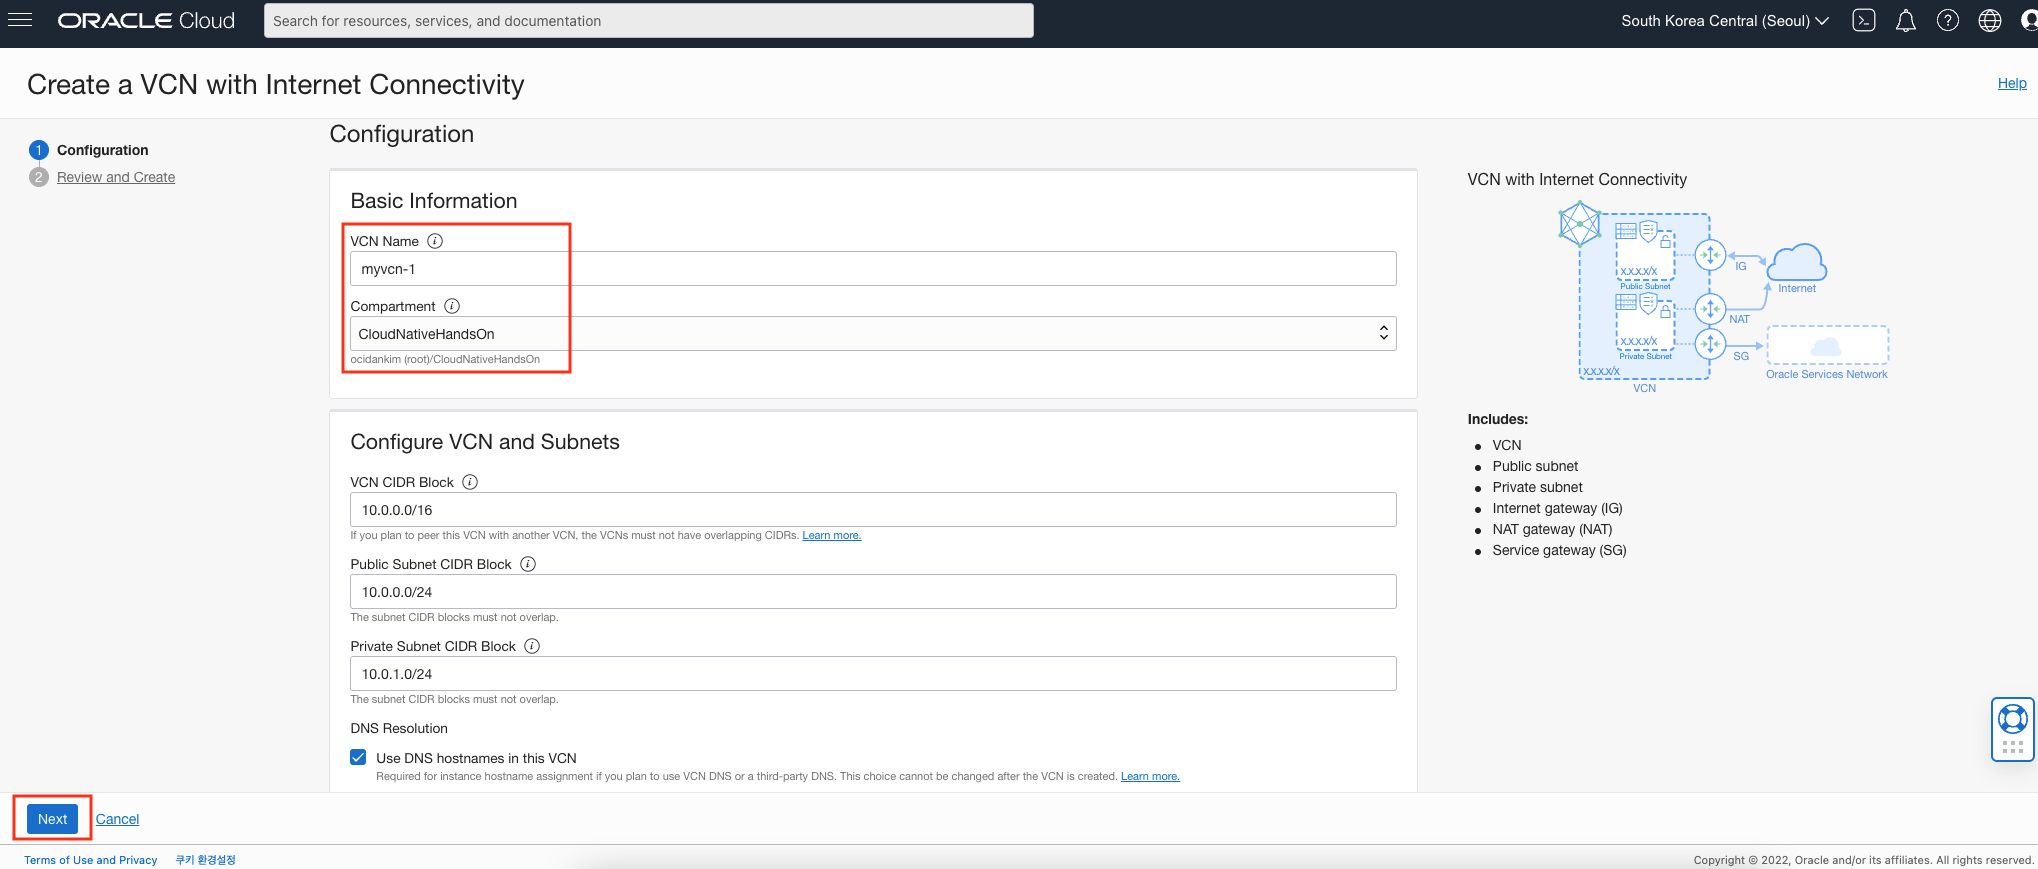 ORACLE Cloud
Search for resources, services, and documentation
South Korea Central (Seoul)
Create a VCN with Internet Connectivity
Help
1 Configuration
2 Review and Create
Configuration
Basic Information
VCN Name
myvcn-1
Compartment
CloudNativeHandsOn
ocidankim (root)/CloudNativeHandsOn
Configure VCN and Subnets
VCN CIDR Block
10.0.0.0/16
If you plan to peer this VCN with another VCN, the VCNs must not have overlapping CIDRs. Learn more.
Public Subnet CIDR Block
10.0.0.0/24
The subnet CIDR blocks must not overlap.
Private Subnet CIDR Block
10.0.1.0/24
The subnet CIDR blocks must not overlap.
DNS Resolution
Use DNS hostnames in this VCN
Required for instance hostname assignment if you plan to use VCN DNS or a third-party DNS. This choice cannot be changed after the VCN is created. Learn more.
VCN with Internet Connectivity
X.X.X.X/X
Public Subnet
IG
Internet
X.X.X.X/X
Private Subnet
NAT
SG
Oracle Services Network
X.X.X.X/X
VCN
Includes:
VCN
Public subnet
Private subnet
Internet gateway (IG)
NAT gateway (NAT)
Service gateway (SG)
Next
Cancel
Terms of Use and Privacy
쿠키 환경설정
Copyright © 2022, Oracle and/or its affiliates. All rights reserved.